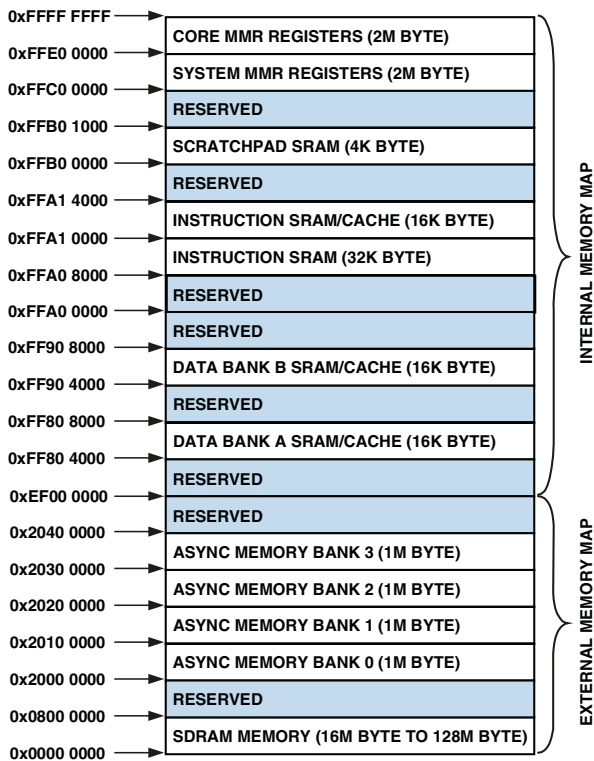 0xFFFF FFFF
CORE MMR REGISTERS (2M BYTE)
0xFFE0 0000
SYSTEM MMR REGISTERS (2M BYTE)
0xFFC0 0000
RESERVED
0xFFB0 1000
SCRATCHPAD SRAM (4K BYTE)
0xFFB0 0000
RESERVED
0xFFA1 4000
INSTRUCTION SRAM/CACHE (16K BYTE)
0xFFA1 0000
INSTRUCTION SRAM (32K BYTE)
0xFFA0 8000
RESERVED
0xFFA0 0000
RESERVED
0xFF90 8000
DATA BANK B SRAM/CACHE (16K BYTE)
0xFF90 4000
RESERVED
0xFF80 8000
DATA BANK A SRAM/CACHE (16K BYTE)
0xFF80 4000
RESERVED
0xEF00 0000
RESERVED
0x2040 0000
ASYNC MEMORY BANK 3 (1M BYTE)
0x2030 0000
ASYNC MEMORY BANK 2 (1M BYTE)
0x2020 0000
ASYNC MEMORY BANK 1 (1M BYTE)
0x2010 0000
ASYNC MEMORY BANK 0 (1M BYTE)
0x2000 0000
RESERVED
0x0800 0000
SDRAM MEMORY (16M BYTE TO 128M BYTE)
0x0000 0000
INTERNAL MEMORY MAP
EXTERNAL MEMORY MAP